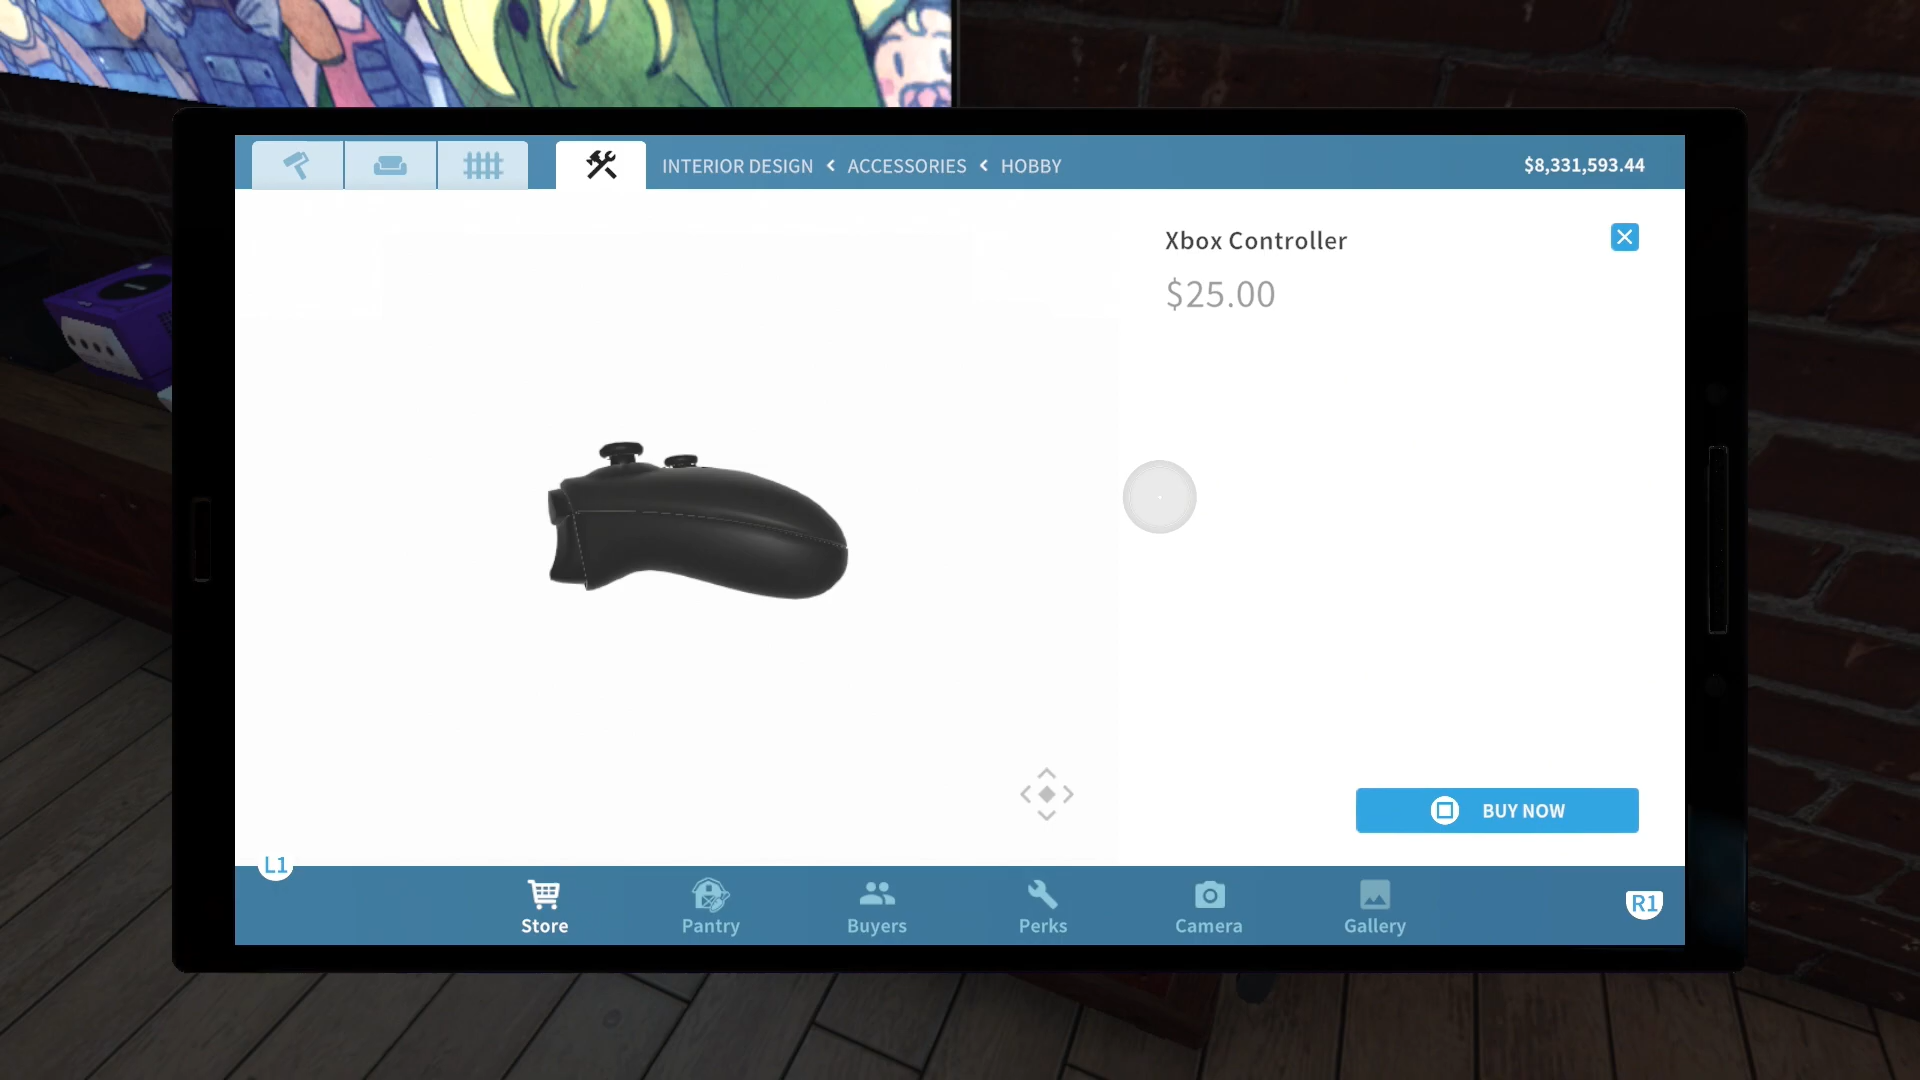 INTERIOR DESIGN < ACCESSORIES < HOBBY
$8,331,593.44
Xbox Controller
$25.00
BUY NOW
L1
R1
Store
Pantry
Buyers
Perks
Camera
Gallery